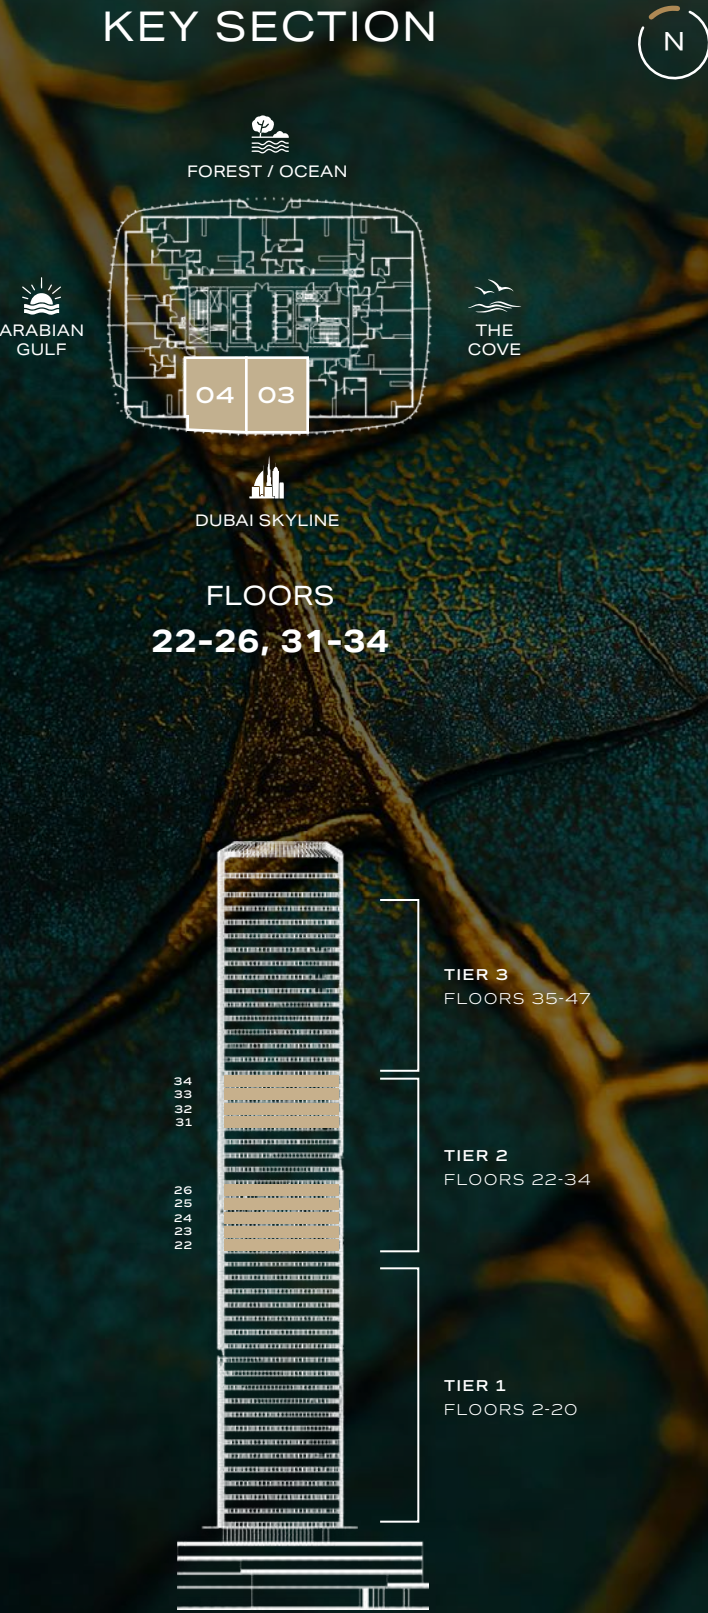 KEY SECTION
N
FOREST / OCEAN
ARABIAN
GULF
THE
COVE
04
03
DUBAI SKYLINE
FLOORS
22-26, 31-34
TIER 3
FLOORS 35-47
34
33
32
31
TIER 2
FLOORS 22-34
26
25
24
23
22
TIER 1
FLOORS 2-20